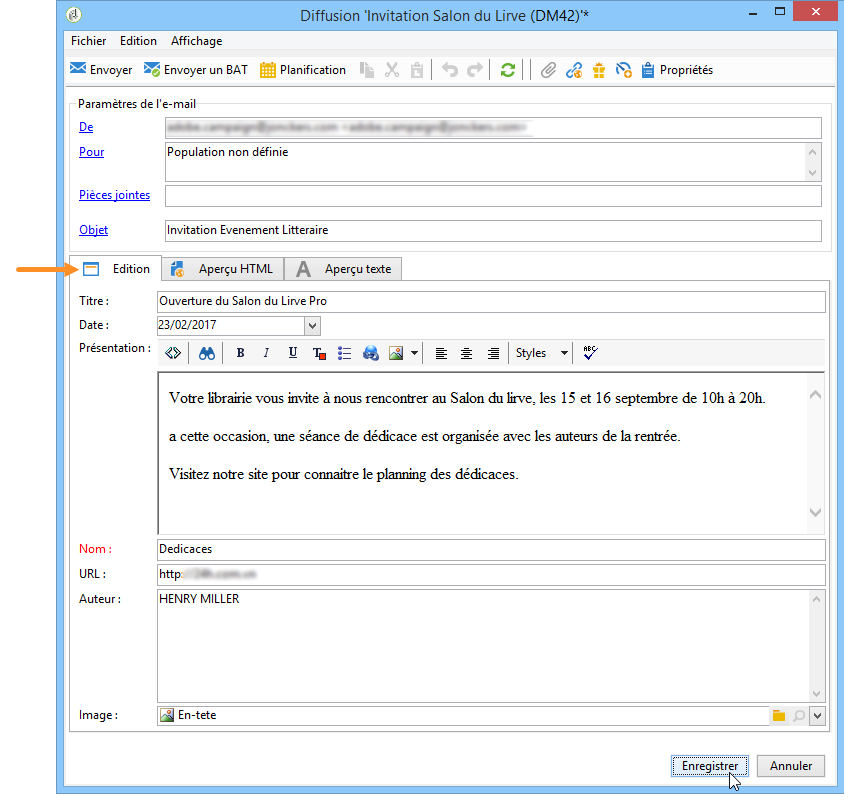 Diffusion 'Invitation Salon du Lirve (DM42)'*
Fichier Edition Affichage
Envoyer Envoyer un BAT Planification Propriétés
Paramètres de l'e-mail
De
Pour Population non définie
Pièces jointes
Objet Invitation Evenement Litteraire
Edition Aperçu HTML A Aperçu texte
Titre : Ouverture du Salon du Lirve Pro
Date : 23/02/2017
Présentation : B I U T Styles ABC
Votre librairie vous invite à nous rencontrer au Salon du lirve, les 15 et 16 septembre de 10h à 20h.
a cette occasion, une séance de dédicace est organisée avec les auteurs de la rentrée.
Visitez notre site pour connaitre le planning des dédicaces.
Nom : Dedicaces
URL : http
Auteur : HENRY MILLER
Image : En-tete
Enregistrer Annuler